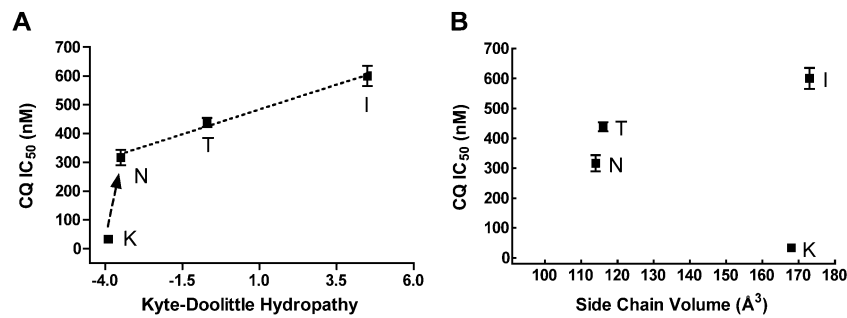 A
700
600
500
400
300
200
100
0
CQ IC50 (nM)
I
T
N
K
-4.0 -1.5 1.0 3.5 6.0
Kyte-Doolittle Hydropathy
B
700
600
500
400
300
200
100
0
CQ IC50 (nM)
I
T
N
K
100 110 120 130 140 150 160 170 180
Side Chain Volume (Å3)